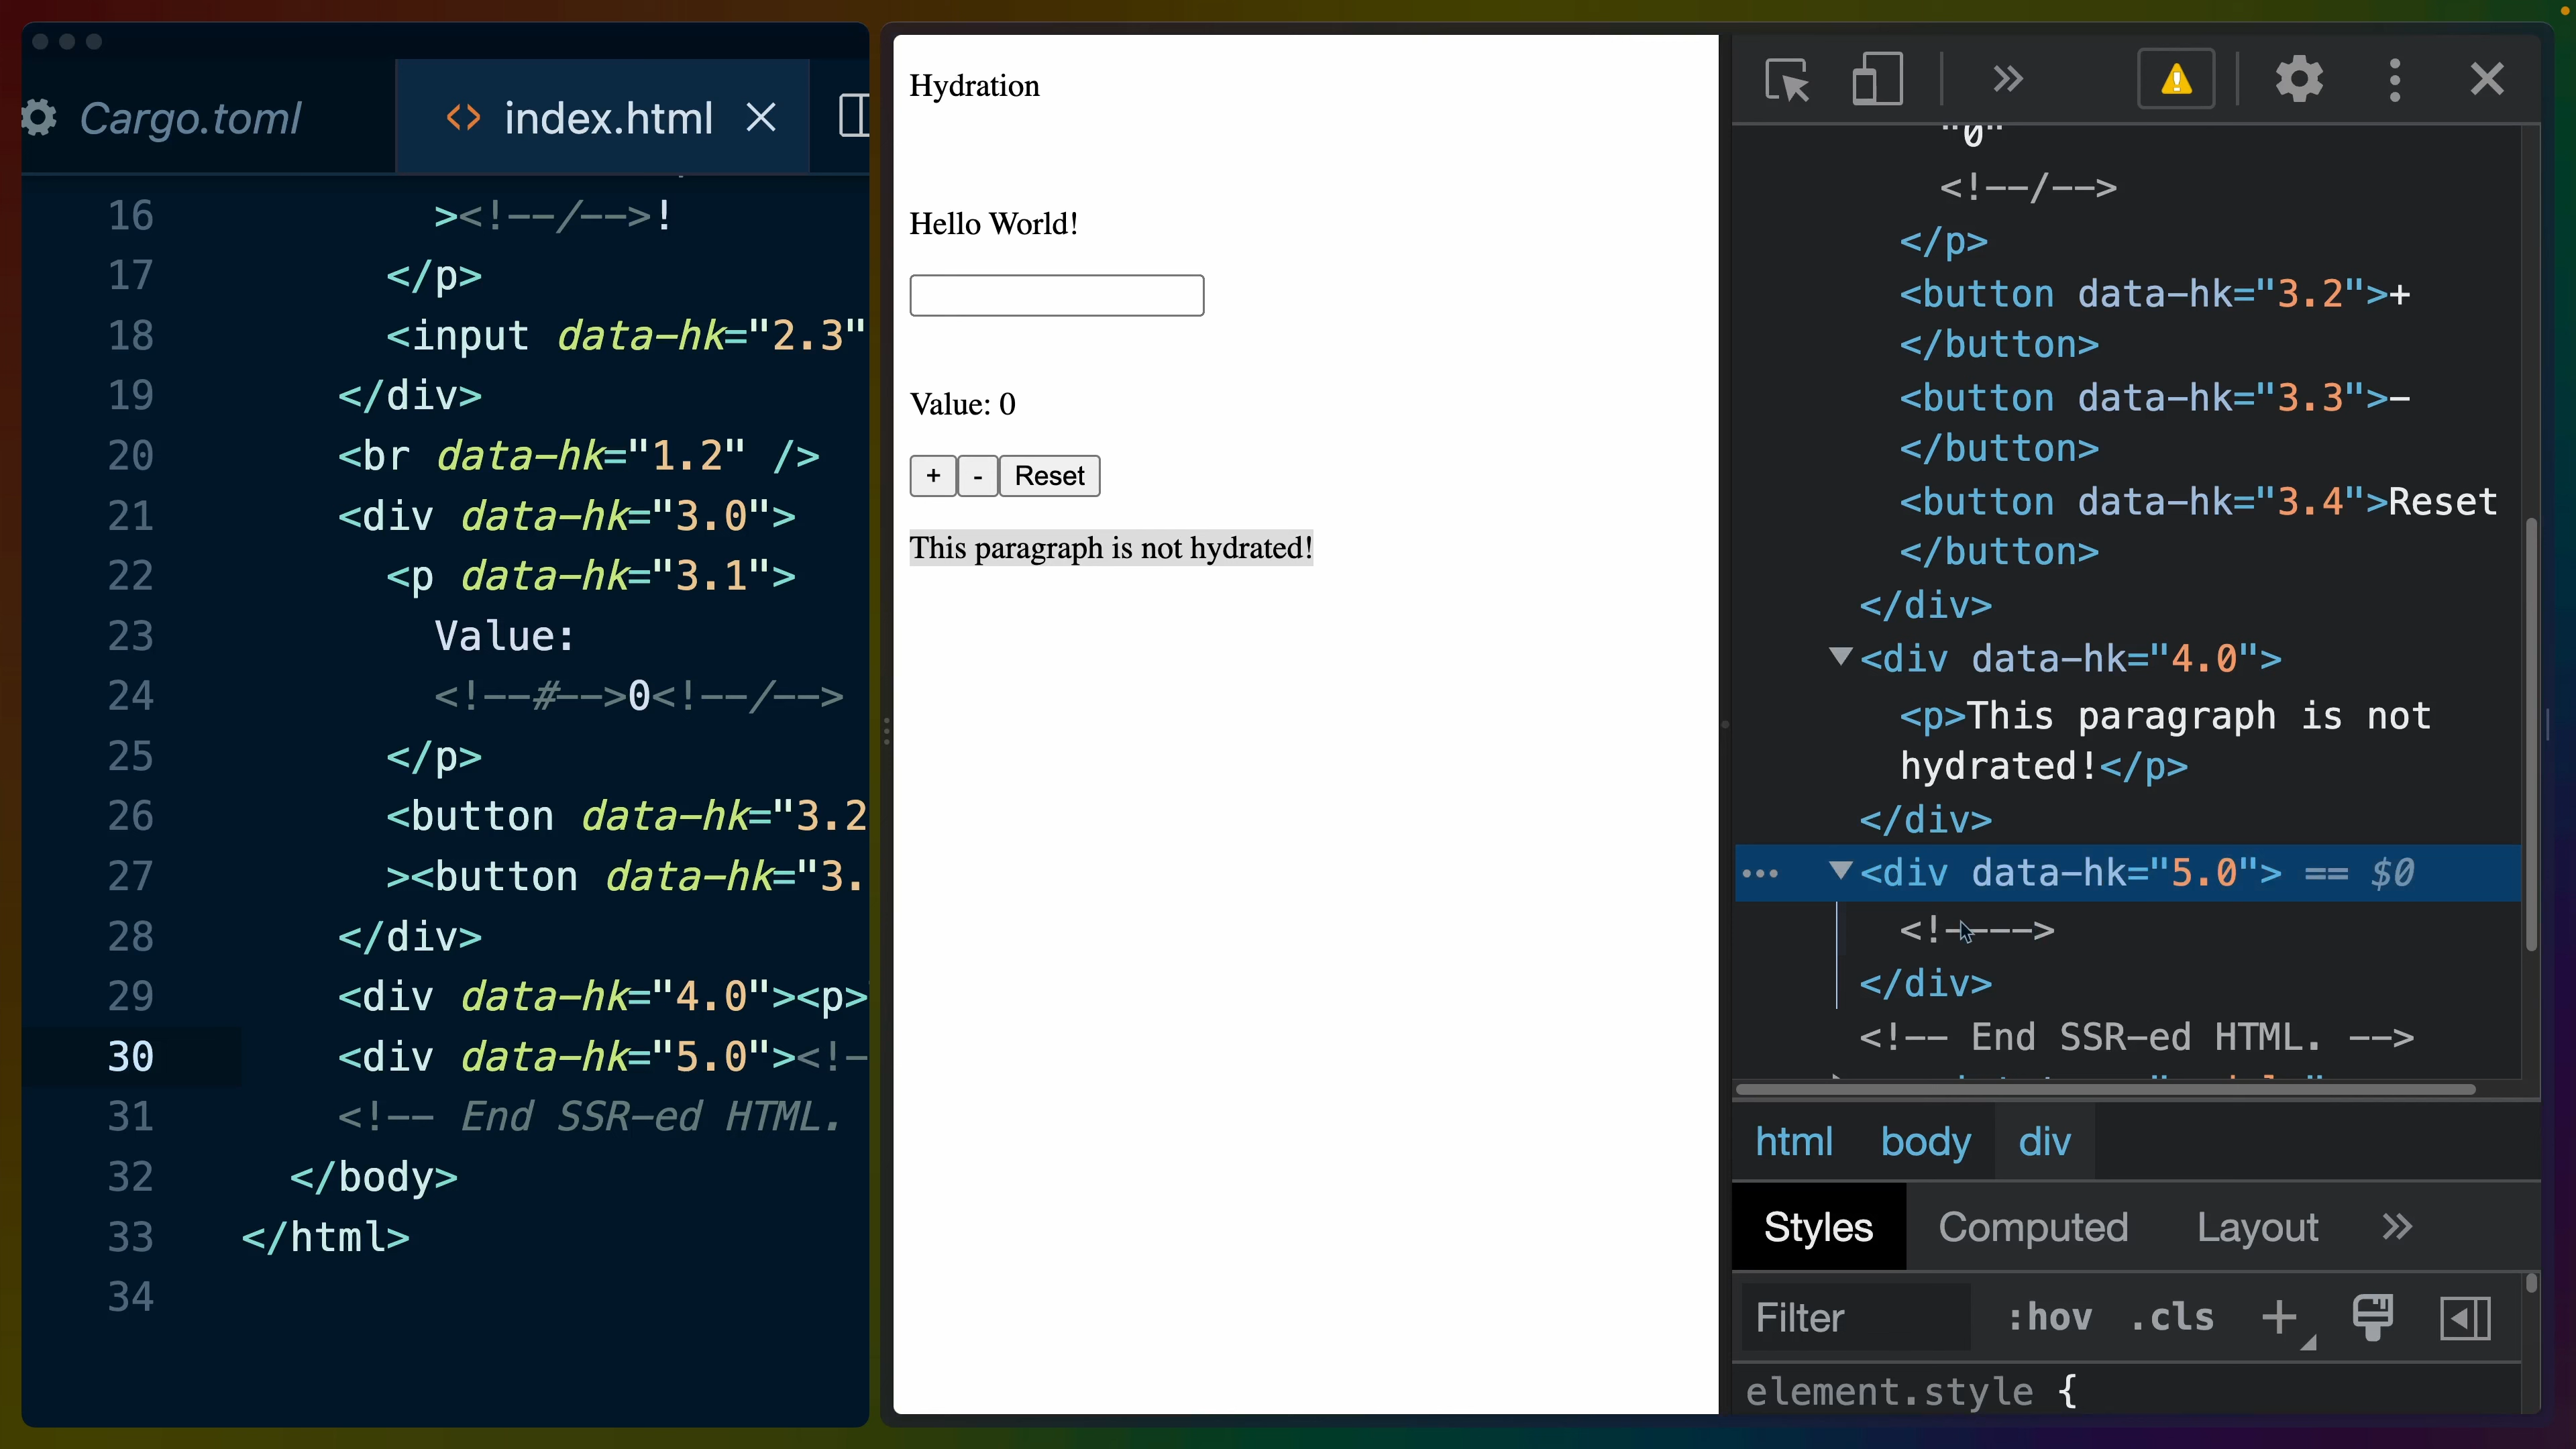 Cargo.toml
<> index.html
16 ><!--/-->!
17 </p>
18 <input data-hk="2.3"
19 </div>
20 <br data-hk="1.2" />
21 <div data-hk="3.0">
22 <p data-hk="3.1">
23 Value:
24 <!--#-->0<!--/-->
25 </p>
26 <button data-hk="3.2
27 ><button data-hk="3.
28 </div>
29 <div data-hk="4.0"><p>
30 <div data-hk="5.0"><!-
31 <!-- End SSR-ed HTML.
32 </body>
33 </html>
34
Hydration
Hello World!
Value: 0
+ - Reset
This paragraph is not hydrated!
"0"
<!--/-->
</p>
<button data-hk="3.2">+
</button>
<button data-hk="3.3">-
</button>
<button data-hk="3.4">Reset
</button>
</div>
<div data-hk="4.0">
<p>This paragraph is not
hydrated!</p>
</div>
<div data-hk="5.0"> == $0
<!---->
</div>
<!-- End SSR-ed HTML. -->
html body div
Styles Computed Layout
Filter :hov .cls
element.style {